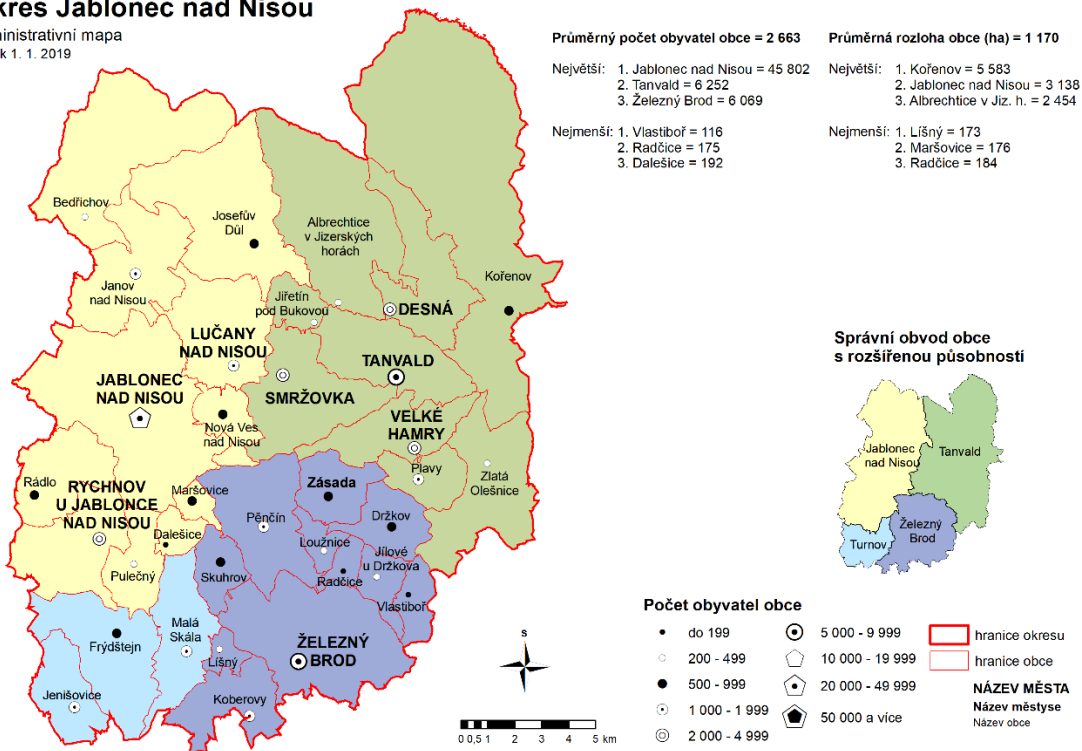 kres Jablonec nad Nisou
ministrativní mapa
k 1. 1. 2019
Průměrný počet obyvatel obce = 2 663
Největší: 1. Jablonec nad Nisou = 45 802
2. Tanvald = 6 252
3. Železný Brod = 6 069
Nejmenší: 1. Vlastiboř = 116
2. Radčice = 175
3. Dalešice = 192
Průměrná rozloha obce (ha) = 1 170
Největší: 1. Kořenov = 5 583
2. Jablonec nad Nisou = 3 138
3. Albrechtice v Jiz. h. = 2 454
Nejmenší: 1. Líšný = 173
2. Maršovice = 176
3. Radčice = 184
Bedřichov
Josefův
Důl
Albrechtice
v Jizerských
horách
Kořenov
Janov
nad Nisou
Jiřetín
pod Bukovou
DESNÁ
LUČANY
NAD NISOU
TANVALD
JABLONEC
NAD NISOU
SMRŽOVKA
Nová Ves
nad Nisou
VELKÉ
HAMRY
Plavy
Zlatá
Olešnice
Rádlo
RYCHNOV
U JABLONCE
NAD NISOU
Maršovice
Zásada
Pěnčín
Držkov
Dalešice
Loužnice
Jílové
u Držkova
Pulečný
Skuhrov
Radčice
Vlastiboř
Malá
Skála
Frýdštejn
Líšný
ŽELEZNÝ
BROD
Jenišovice
Koberovy
Správní obvod obce
s rozšířenou působností
Jablonec
nad Nisou
Tanvald
Železný
Brod
Turnov
s
0 0,5 1 2 3 4 5 km
Počet obyvatel obce
do 199
200 - 499
500 - 999
1 000 - 1 999
2 000 - 4 999
5 000 - 9 999
10 000 - 19 999
20 000 - 49 999
50 000 a více
hranice okresu
hranice obce
NÁZEV MĚSTA
Název městyse
Název obce